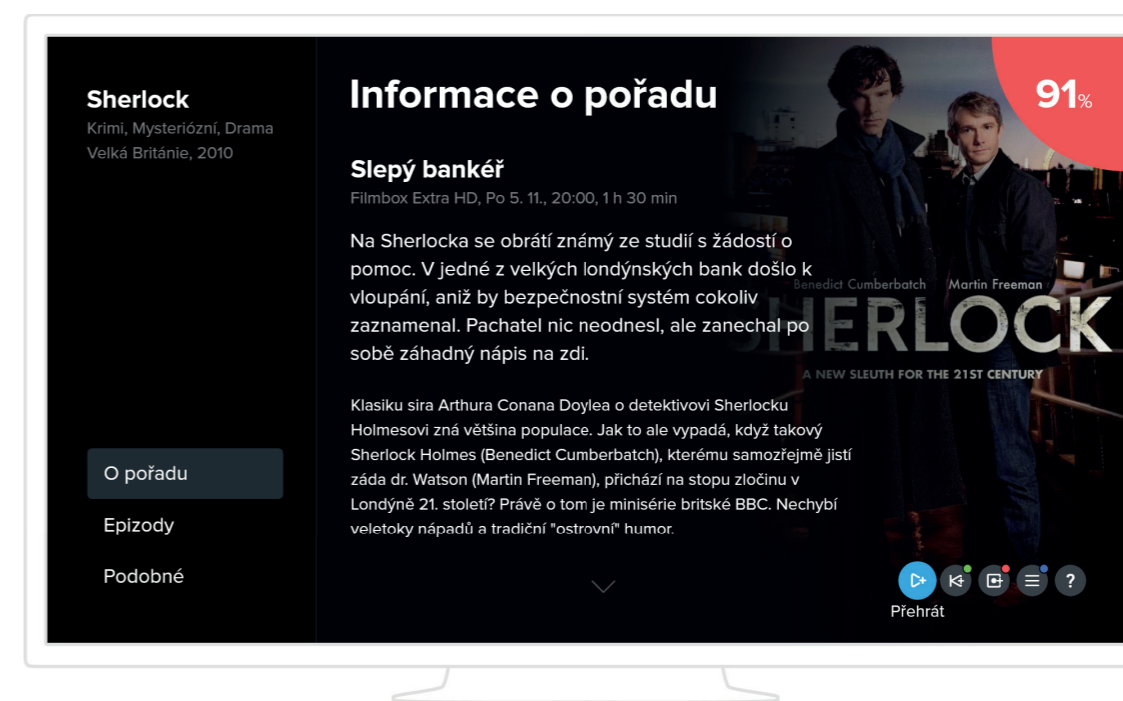 Sherlock
Krimi, Mysteriózní, Drama
Velká Británie, 2010
O pořadu
Epizody
Podobné
Informace o pořadu
Slepý bankéř
Filmbox Extra HD, Po 5. 11., 20:00, 1 h 30 min
Na Sherlocka se obrátí známý ze studií s žádostí o
pomoc. V jedné z velkých londýnských bank došlo k
vloupání, aniž by bezpečnostní systém cokoliv
zaznamenal. Pachatel nic neodnesl, ale zanechal po
sobě záhadný nápis na zdi.
Klasiku sira Arthura Conana Doylea o detektivovi Sherlocku
Holmesovi zná většina populace. Jak to ale vypadá, když takový
Sherlock Holmes (Benedict Cumberbatch), kterému samozřejmě jistí
záda dr. Watson (Martin Freeman), přichází na stopu zločinu v
Londýně 21. století? Právě o tom je minisérie britské BBC. Nechybí
veletoky nápadů a tradiční "ostrovní" humor.
91%
Benedict Cumberbatch Martin Freeman
SHERLOCK
A NEW SLEUTH FOR THE 21ST CENTURY
?
Přehrát